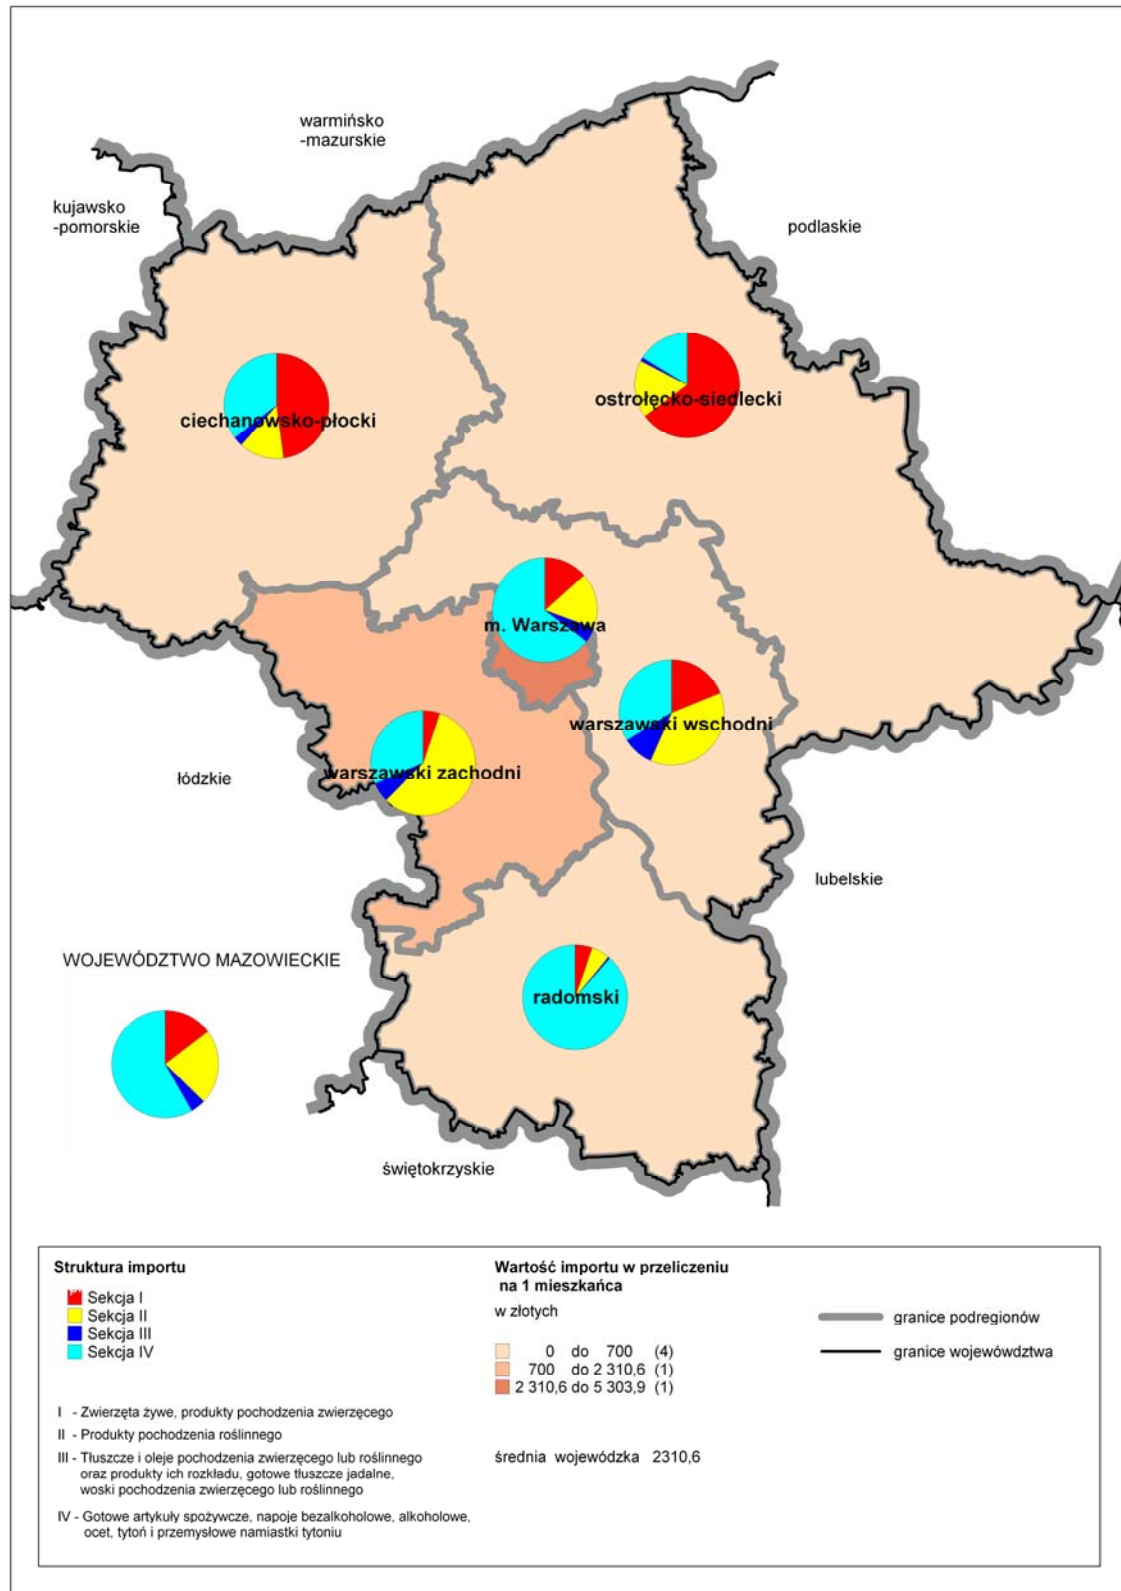 warmińsko
-mazurskie
kujawsko
-pomorskie
podlaskie
ciechanowsko-płocki
ostrołęcko-siedlecki
m. Warszawa
warszawski wschodni
warszawski zachodni
łódzkie
lubelskie
WOJEWÓDZTWO MAZOWIECKIE
radomski
świętokrzyskie
Struktura importu
Sekcja I
Sekcja II
Sekcja III
Sekcja IV
I - Zwierzęta żywe, produkty pochodzenia zwierzęcego
II - Produkty pochodzenia roślinnego
III - Tłuszcze i oleje pochodzenia zwierzęcego lub roślinnego
oraz produkty ich rozkładu, gotowe tłuszcze jadalne,
woski pochodzenia zwierzęcego lub roślinnego
IV - Gotowe artykuły spożywcze, napoje bezalkoholowe, alkoholowe,
ocet, tytoń i przemysłowe namiastki tytoniu
Wartość importu w przeliczeniu
na 1 mieszkańca
w złotych
0 do 700 (4)
700 do 2 310,6 (1)
2 310,6 do 5 303,9 (1)
średnia wojewódzka 2310,6
granice podregionów
granice wojewówdztwa